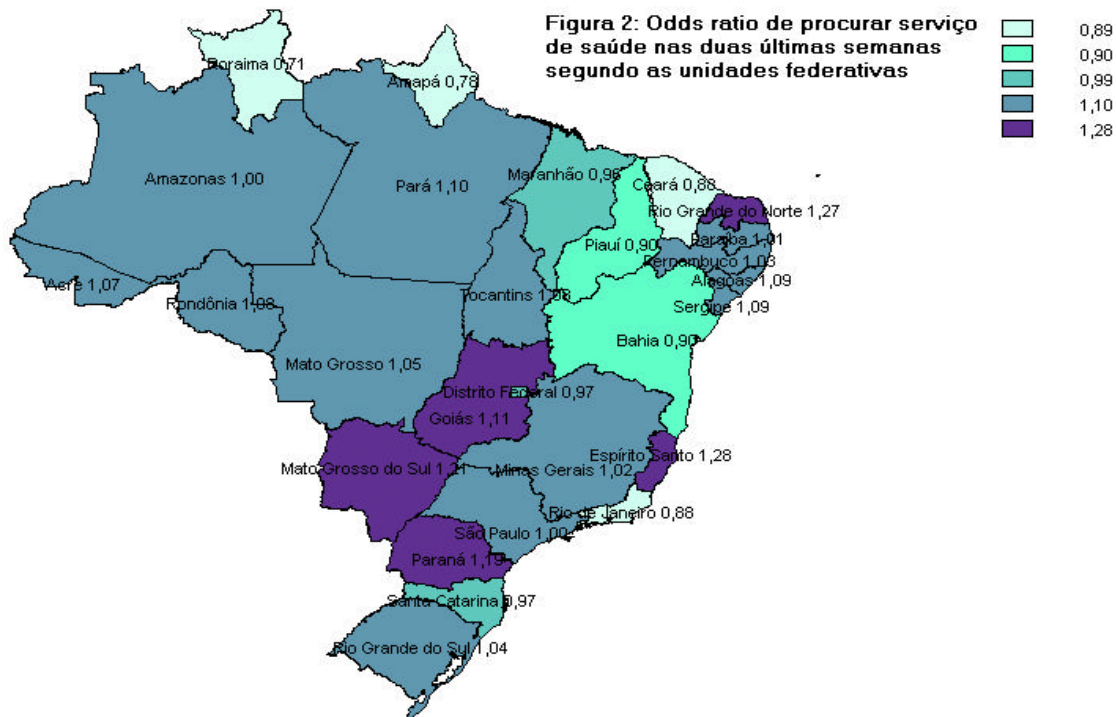 Figura 2: Odds ratio de procurar serviço
de saúde nas duas últimas semanas
segundo as unidades federativas
0,89
0,90
0,99
1,10
1,28
Roraima 0,71
Amapá 0,78
Amazonas 1,00
Pará 1,10
Maranhão 0,96
Ceará 0,88
Rio Grande do Norte 1,27
Piauí 0,90
Paraíba 1,01
Pernambuco 1,03
Acre 1,07
Rondônia 1,08
Tocantins 1,08
Alagoas 1,09
Sergipe 1,09
Bahia 0,90
Mato Grosso 1,05
Distrito Federal 0,97
Goiás 1,11
Espírito Santo 1,28
Mato Grosso do Sul 1,21
Minas Gerais 1,02
Rio de Janeiro 0,88
São Paulo 1,00
Paraná 1,19
Santa Catarina 0,97
Rio Grande do Sul 1,04